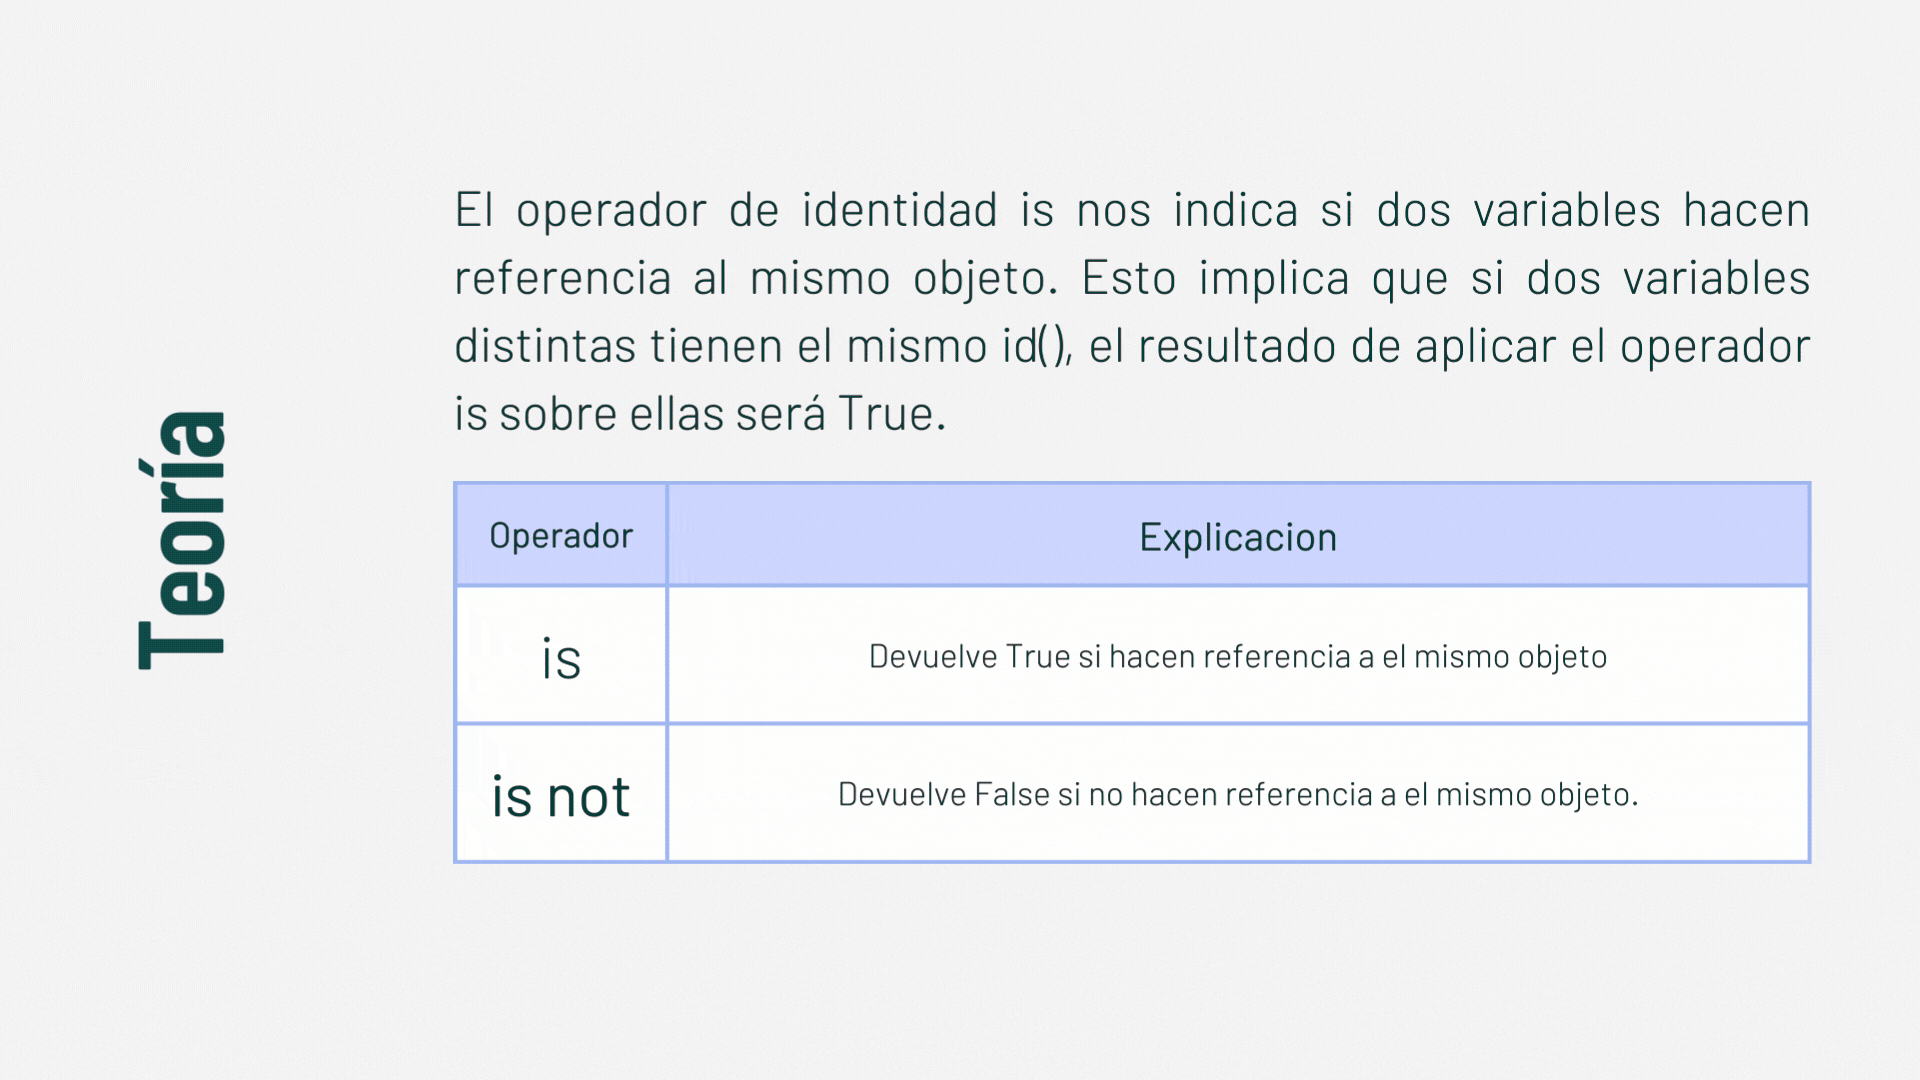 Teoría
El operador de identidad is nos indica si dos variables hacen
referencia al mismo objeto. Esto implica que si dos variables
distintas tienen el mismo id(), el resultado de aplicar el operador
is sobre ellas será True.
Operador Explicacion
is Devuelve True si hacen referencia a el mismo objeto
is not Devuelve False si no hacen referencia a el mismo objeto.